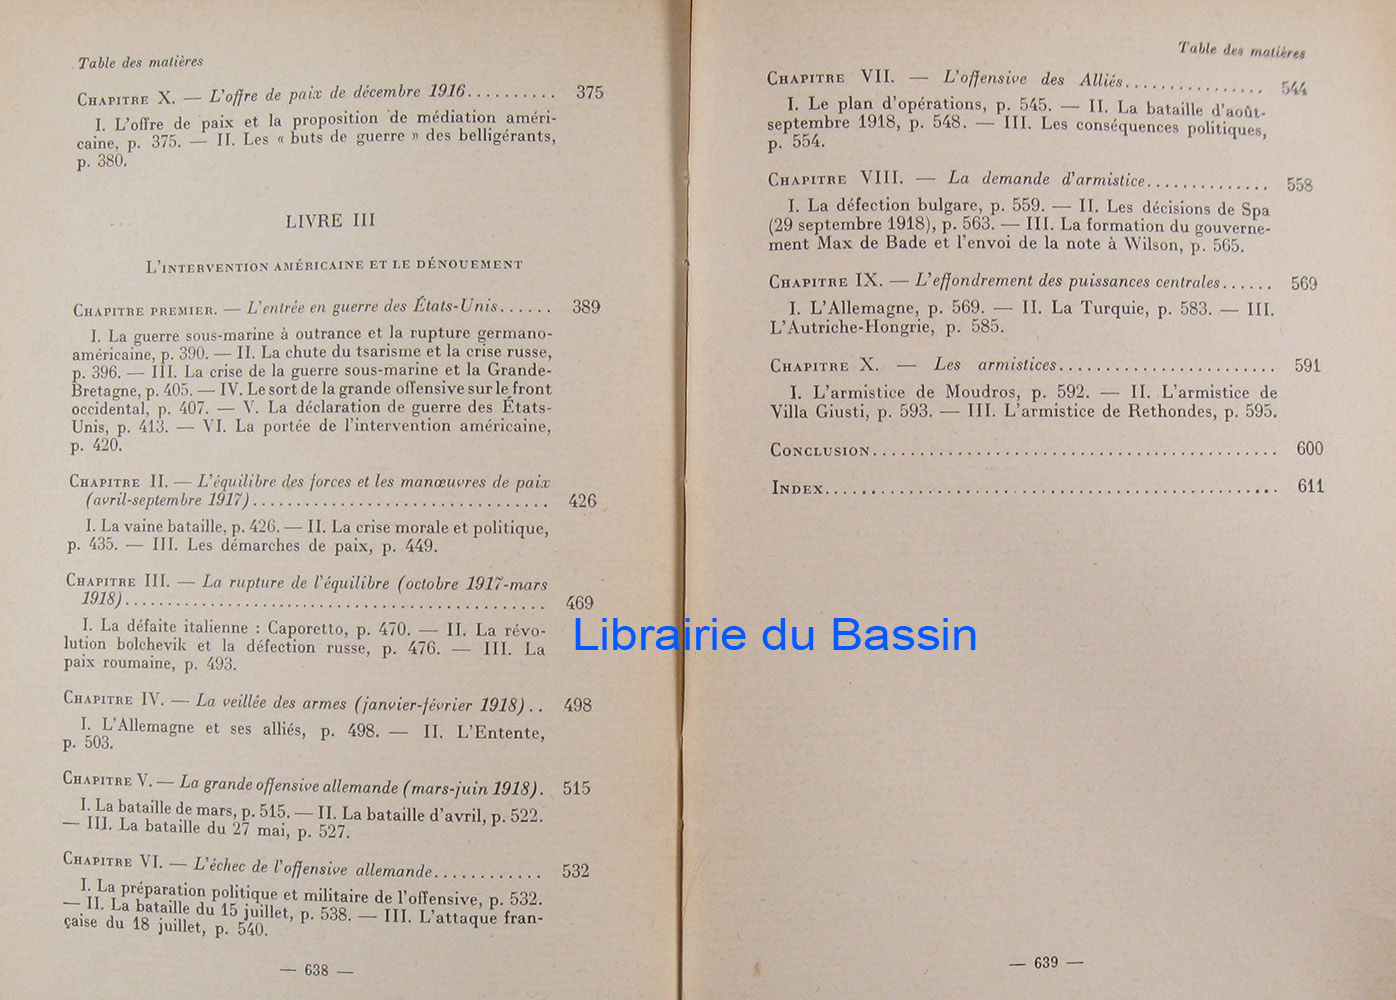 Table des matières
CHAPITRE X. — L'offre de paix de décembre 1916.......... 375
I. L'offre de paix et la proposition de médiation améri-
caine, p. 375. — II. Les « buts de guerre » des belligérants,
p. 380.
LIVRE III
L'INTERVENTION AMÉRICAINE ET LE DÉNOUEMENT
CHAPITRE PREMIER. — L'entrée en guerre des États-Unis...... 389
I. La guerre sous-marine à outrance et la rupture germano-
américaine, p. 390. — II. La chute du tsarisme et la crise russe,
p. 396. — III. La crise de la guerre sous-marine et la Grande-
Bretagne, p. 405. — IV. Le sort de la grande offensive sur le front
occidental, p. 407. — V. La déclaration de guerre des États-
Unis, p. 413. — VI. La portée de l'intervention américaine,
p. 420.
CHAPITRE II. — L'équilibre des forces et les manœuvres de paix
(avril-septembre 1917)................................... 426
I. La vaine bataille, p. 426. — II. La crise morale et politique,
p. 435. — III. Les démarches de paix, p. 449.
CHAPITRE III. — La rupture de l'équilibre (octobre 1917-mars
1918)................................................. 469
I. La défaite italienne : Caporetto, p. 470. — II. La révo-
lution bolchevik et la défection russe, p. 476. — III. La
paix roumaine, p. 493.
CHAPITRE IV. — La veillée des armes (janvier-février 1918).. 498
I. L'Allemagne et ses alliés, p. 498. — II. L'Entente,
p. 503.
CHAPITRE V. — La grande offensive allemande (mars-juin 1918). 515
I. La bataille de mars, p. 515. — II. La bataille d'avril, p. 522.
— III. La bataille du 27 mai, p. 527.
CHAPITRE VI. — L'échec de l'offensive allemande............. 532
I. La préparation politique et militaire de l'offensive, p. 532.
— II. La bataille du 15 juillet, p. 538. — III. L'attaque fran-
çaise du 18 juillet, p. 540.
— 638 —
Table des matières
CHAPITRE VII. — L'offensive des Alliés................ 544
I. Le plan d'opérations, p. 545. — II. La bataille d'août-
septembre 1918, p. 548. — III. Les conséquences politiques,
p. 554.
CHAPITRE VIII. — La demande d'armistice.............. 558
I. La défection bulgare, p. 559. — II. Les décisions de Spa
(29 septembre 1918), p. 563. — III. La formation du gouverne-
ment Max de Bade et l'envoi de la note à Wilson, p. 565.
CHAPITRE IX. — L'effondrement des puissances centrales...... 569
I. L'Allemagne, p. 569. — II. La Turquie, p. 583. — III.
L'Autriche-Hongrie, p. 585.
CHAPITRE X. — Les armistices.......................... 591
I. L'armistice de Moudros, p. 592. — II. L'armistice de
Villa Giusti, p. 593. — III. L'armistice de Rethondes, p. 595.
CONCLUSION........................................... 600
INDEX................................................ 611
— 639 —
Librairie du Bassin